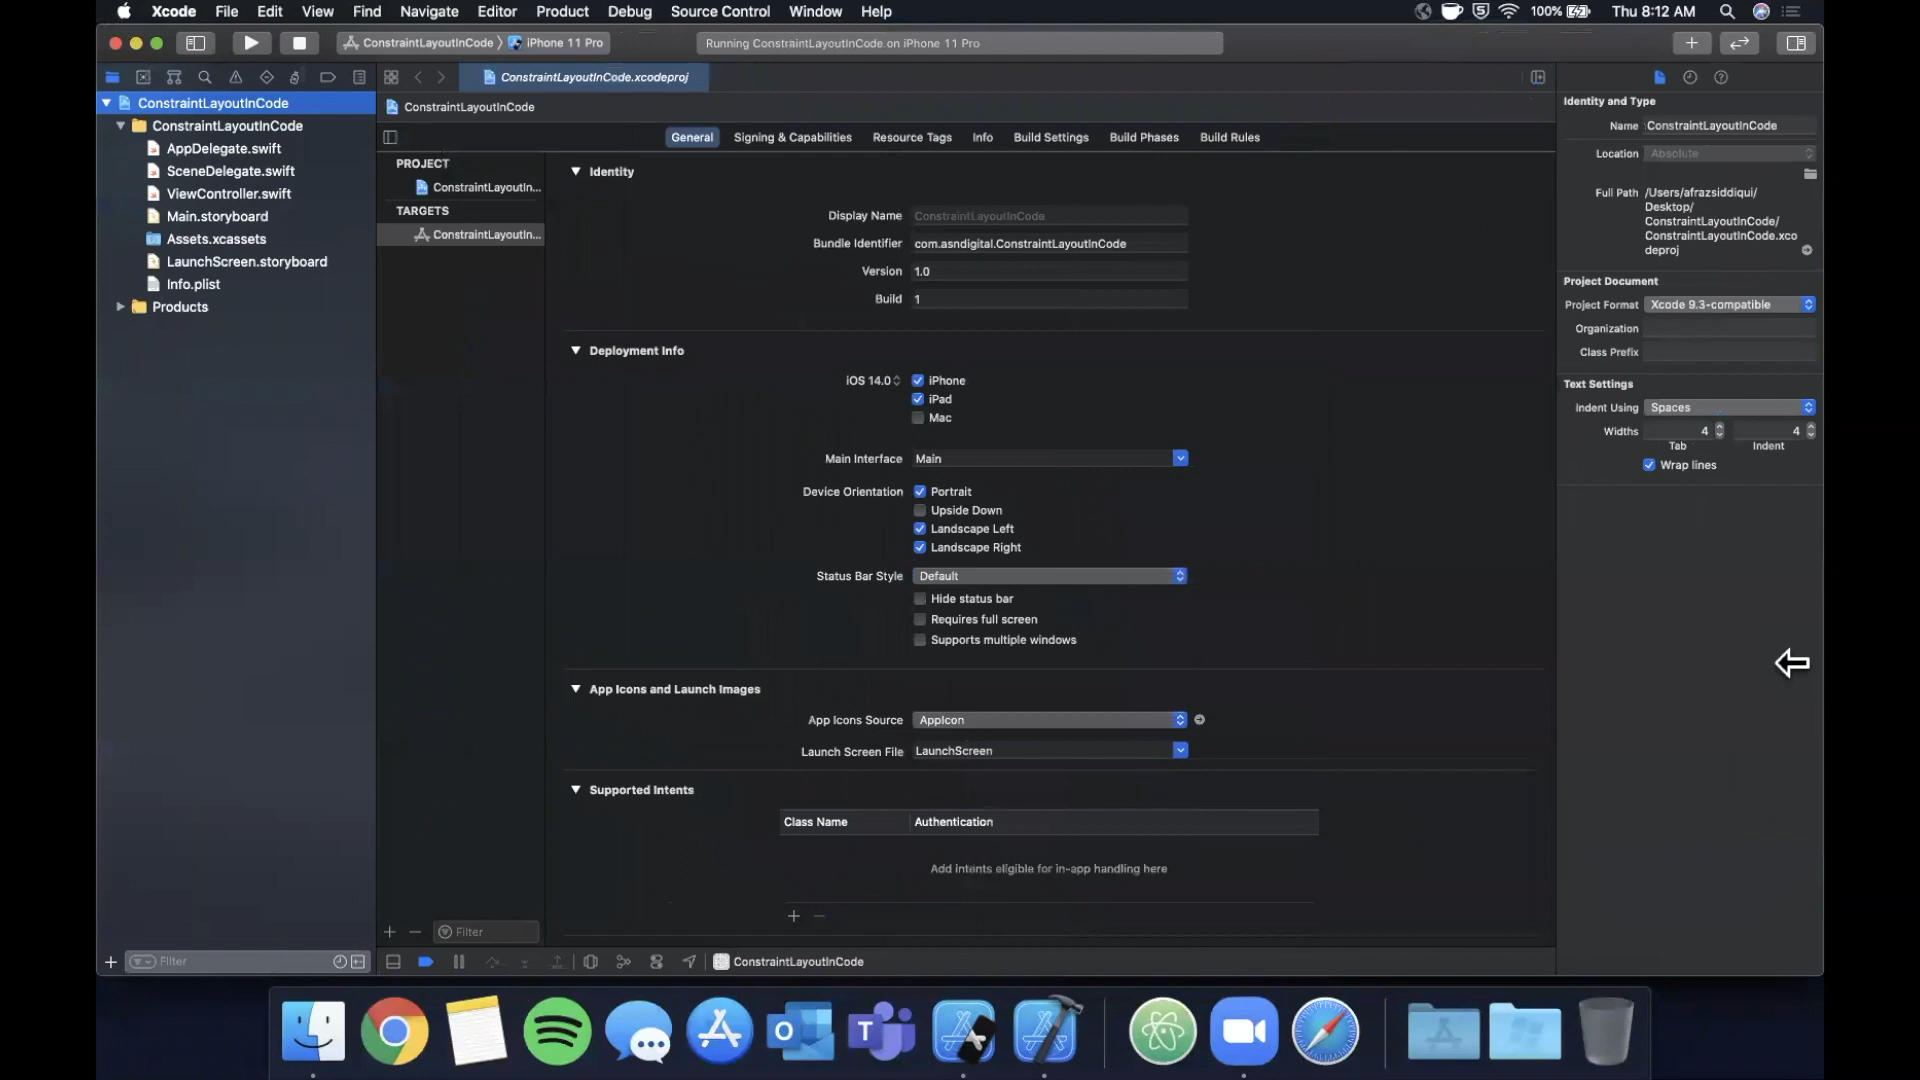 Xcode File Edit View Find Navigate Editor Product Debug Source Control Window Help 100% Thu 8:12 AM
ConstraintLayoutInCode iPhone 11 Pro Running ConstraintLayoutInCode on iPhone 11 Pro
ConstraintLayoutInCode.xcodeproj
ConstraintLayoutInCode
ConstraintLayoutInCode
AppDelegate.swift
SceneDelegate.swift
ViewController.swift
Main.storyboard
Assets.xcassets
LaunchScreen.storyboard
Info.plist
Products
Filter
ConstraintLayoutInCode
General Signing & Capabilities Resource Tags Info Build Settings Build Phases Build Rules
PROJECT
ConstraintLayoutIn...
TARGETS
ConstraintLayoutIn...
Filter
Identity
Display Name ConstraintLayoutInCode
Bundle Identifier com.asndigital.ConstraintLayoutInCode
Version 1.0
Build 1
Deployment Info
iOS 14.0 iPhone
iPad
Mac
Main Interface Main
Device Orientation Portrait
Upside Down
Landscape Left
Landscape Right
Status Bar Style Default
Hide status bar
Requires full screen
Supports multiple windows
App Icons and Launch Images
App Icons Source AppIcon
Launch Screen File LaunchScreen
Supported Intents
Class Name Authentication
Add intents eligible for in-app handling here
ConstraintLayoutInCode
Identity and Type
Name ConstraintLayoutInCode
Location Absolute
Full Path /Users/afrazsiddiqui/
Desktop/
ConstraintLayoutInCode/
ConstraintLayoutInCode.xco
deproj
Project Document
Project Format Xcode 9.3-compatible
Organization
Class Prefix
Text Settings
Indent Using Spaces
Widths 4 4
Tab Indent
Wrap lines